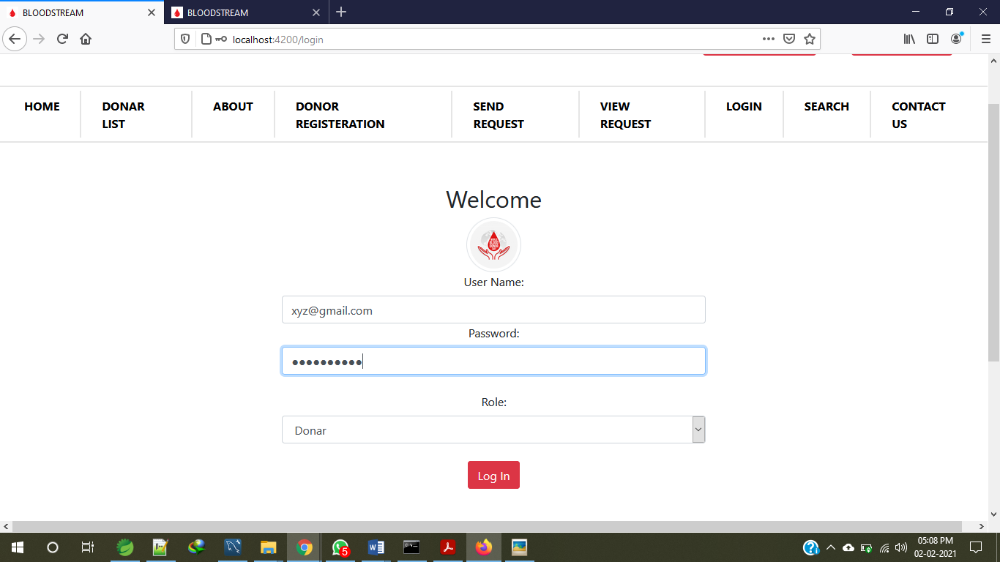 BLOODSTREAM
BLOODSTREAM
localhost:4200/login
HOME
DONAR
LIST
ABOUT
DONOR
REGISTERATION
SEND
REQUEST
VIEW
REQUEST
LOGIN
SEARCH
CONTACT
US
Welcome
User Name:
xyz@gmail.com
Password:
●●●●●●●●●●
Role:
Donar
Log In
5
05:08 PM
02-02-2021